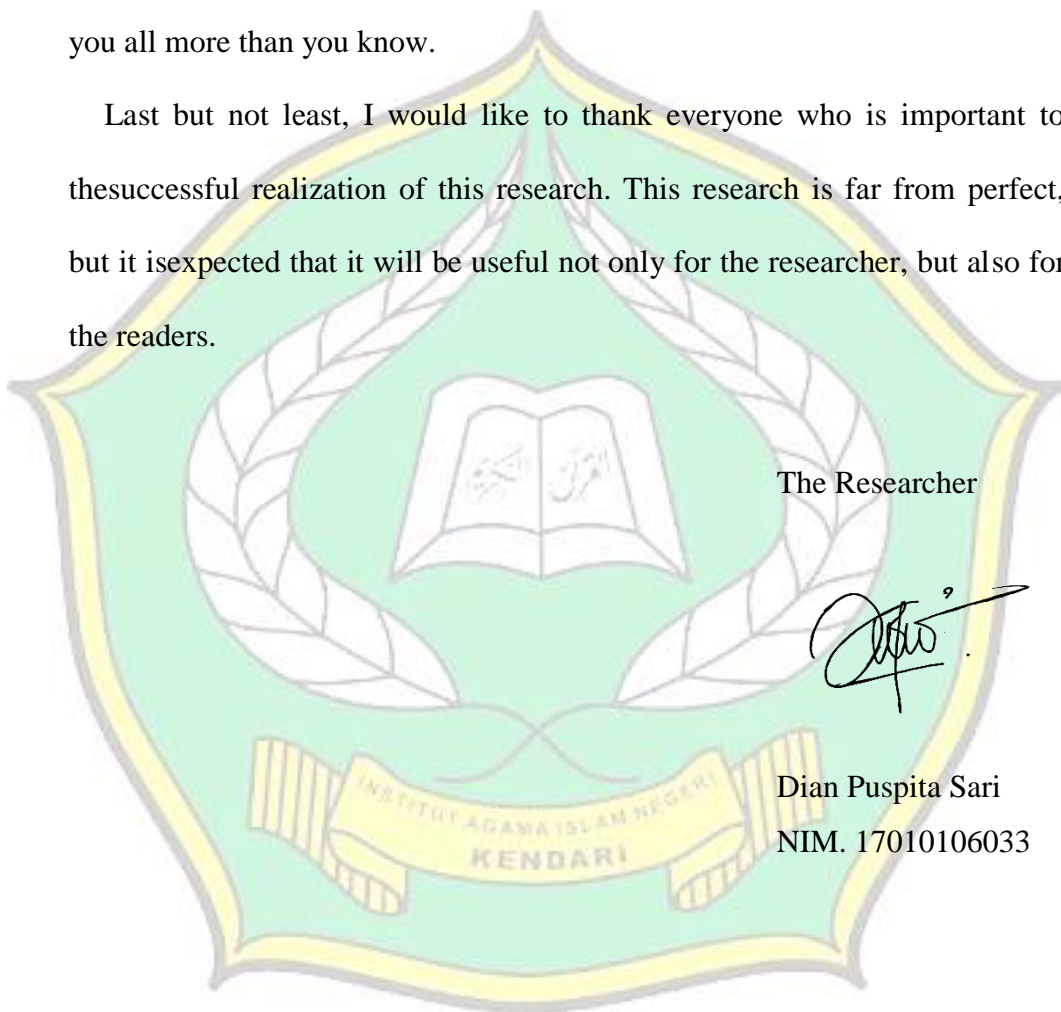 you all more than you know.
Last but not least, I would like to thank everyone who is important to
thesuccessful realization of this research. This research is far from perfect,
but it isexpected that it will be useful not only for the researcher, but also for
the readers.
The Researcher
Dian Puspita Sari
NIM. 17010106033
INSTITUT AGAMA ISLAM NEGERI
KENDARI